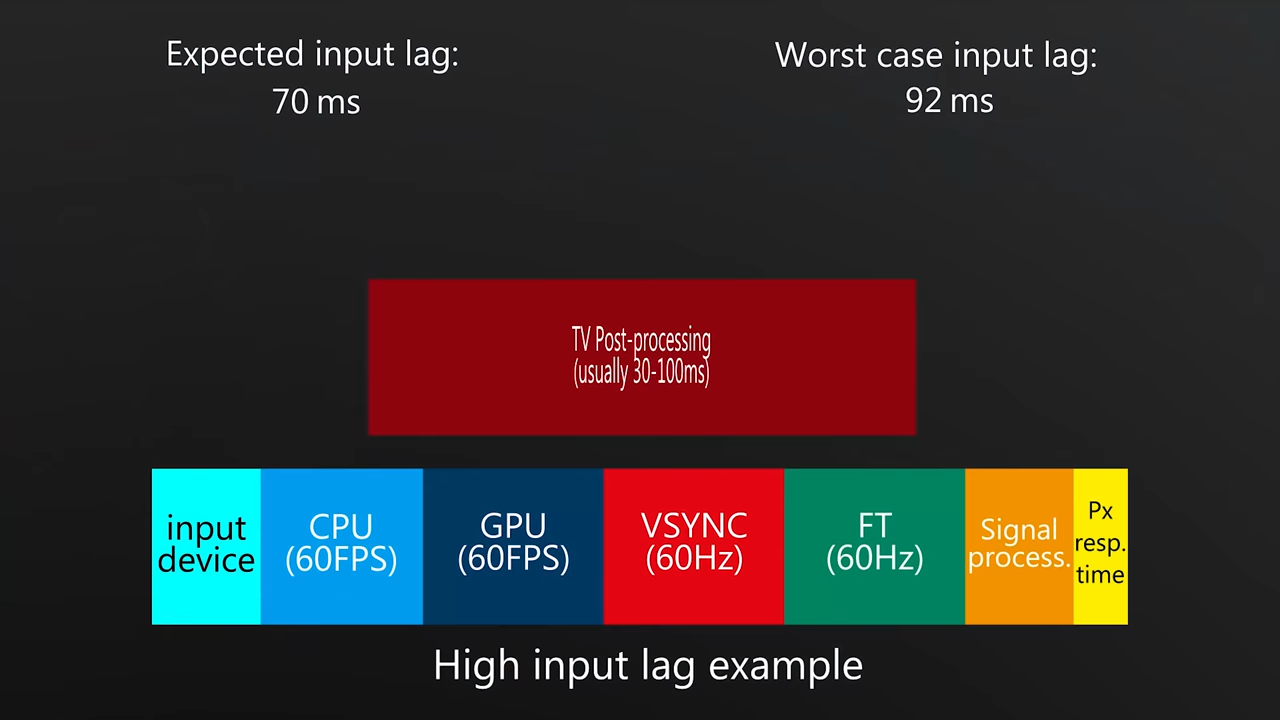 Expected input lag:
70 ms
Worst case input lag:
92 ms
TV Post-processing
(usually 30-100ms)
input
device
CPU
(60FPS)
GPU
(60FPS)
VSYNC
(60Hz)
FT
(60Hz)
Signal
process.
Px
resp.
time
High input lag example